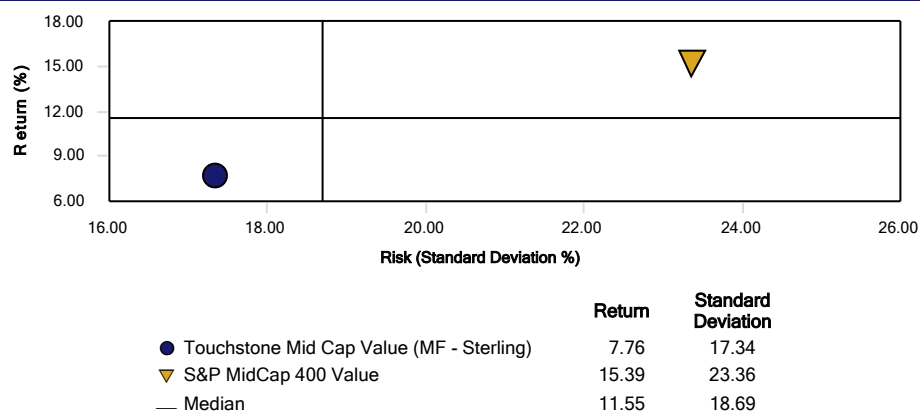 18.00
15.00
12.00
9.00
6.00
Return (%)
16.00 18.00 20.00 22.00 24.00 26.00
Risk (Standard Deviation %)
Return Standard Deviation
Touchstone Mid Cap Value (MF - Sterling) 7.76 17.34
S&P MidCap 400 Value 15.39 23.36
Median 11.55 18.69